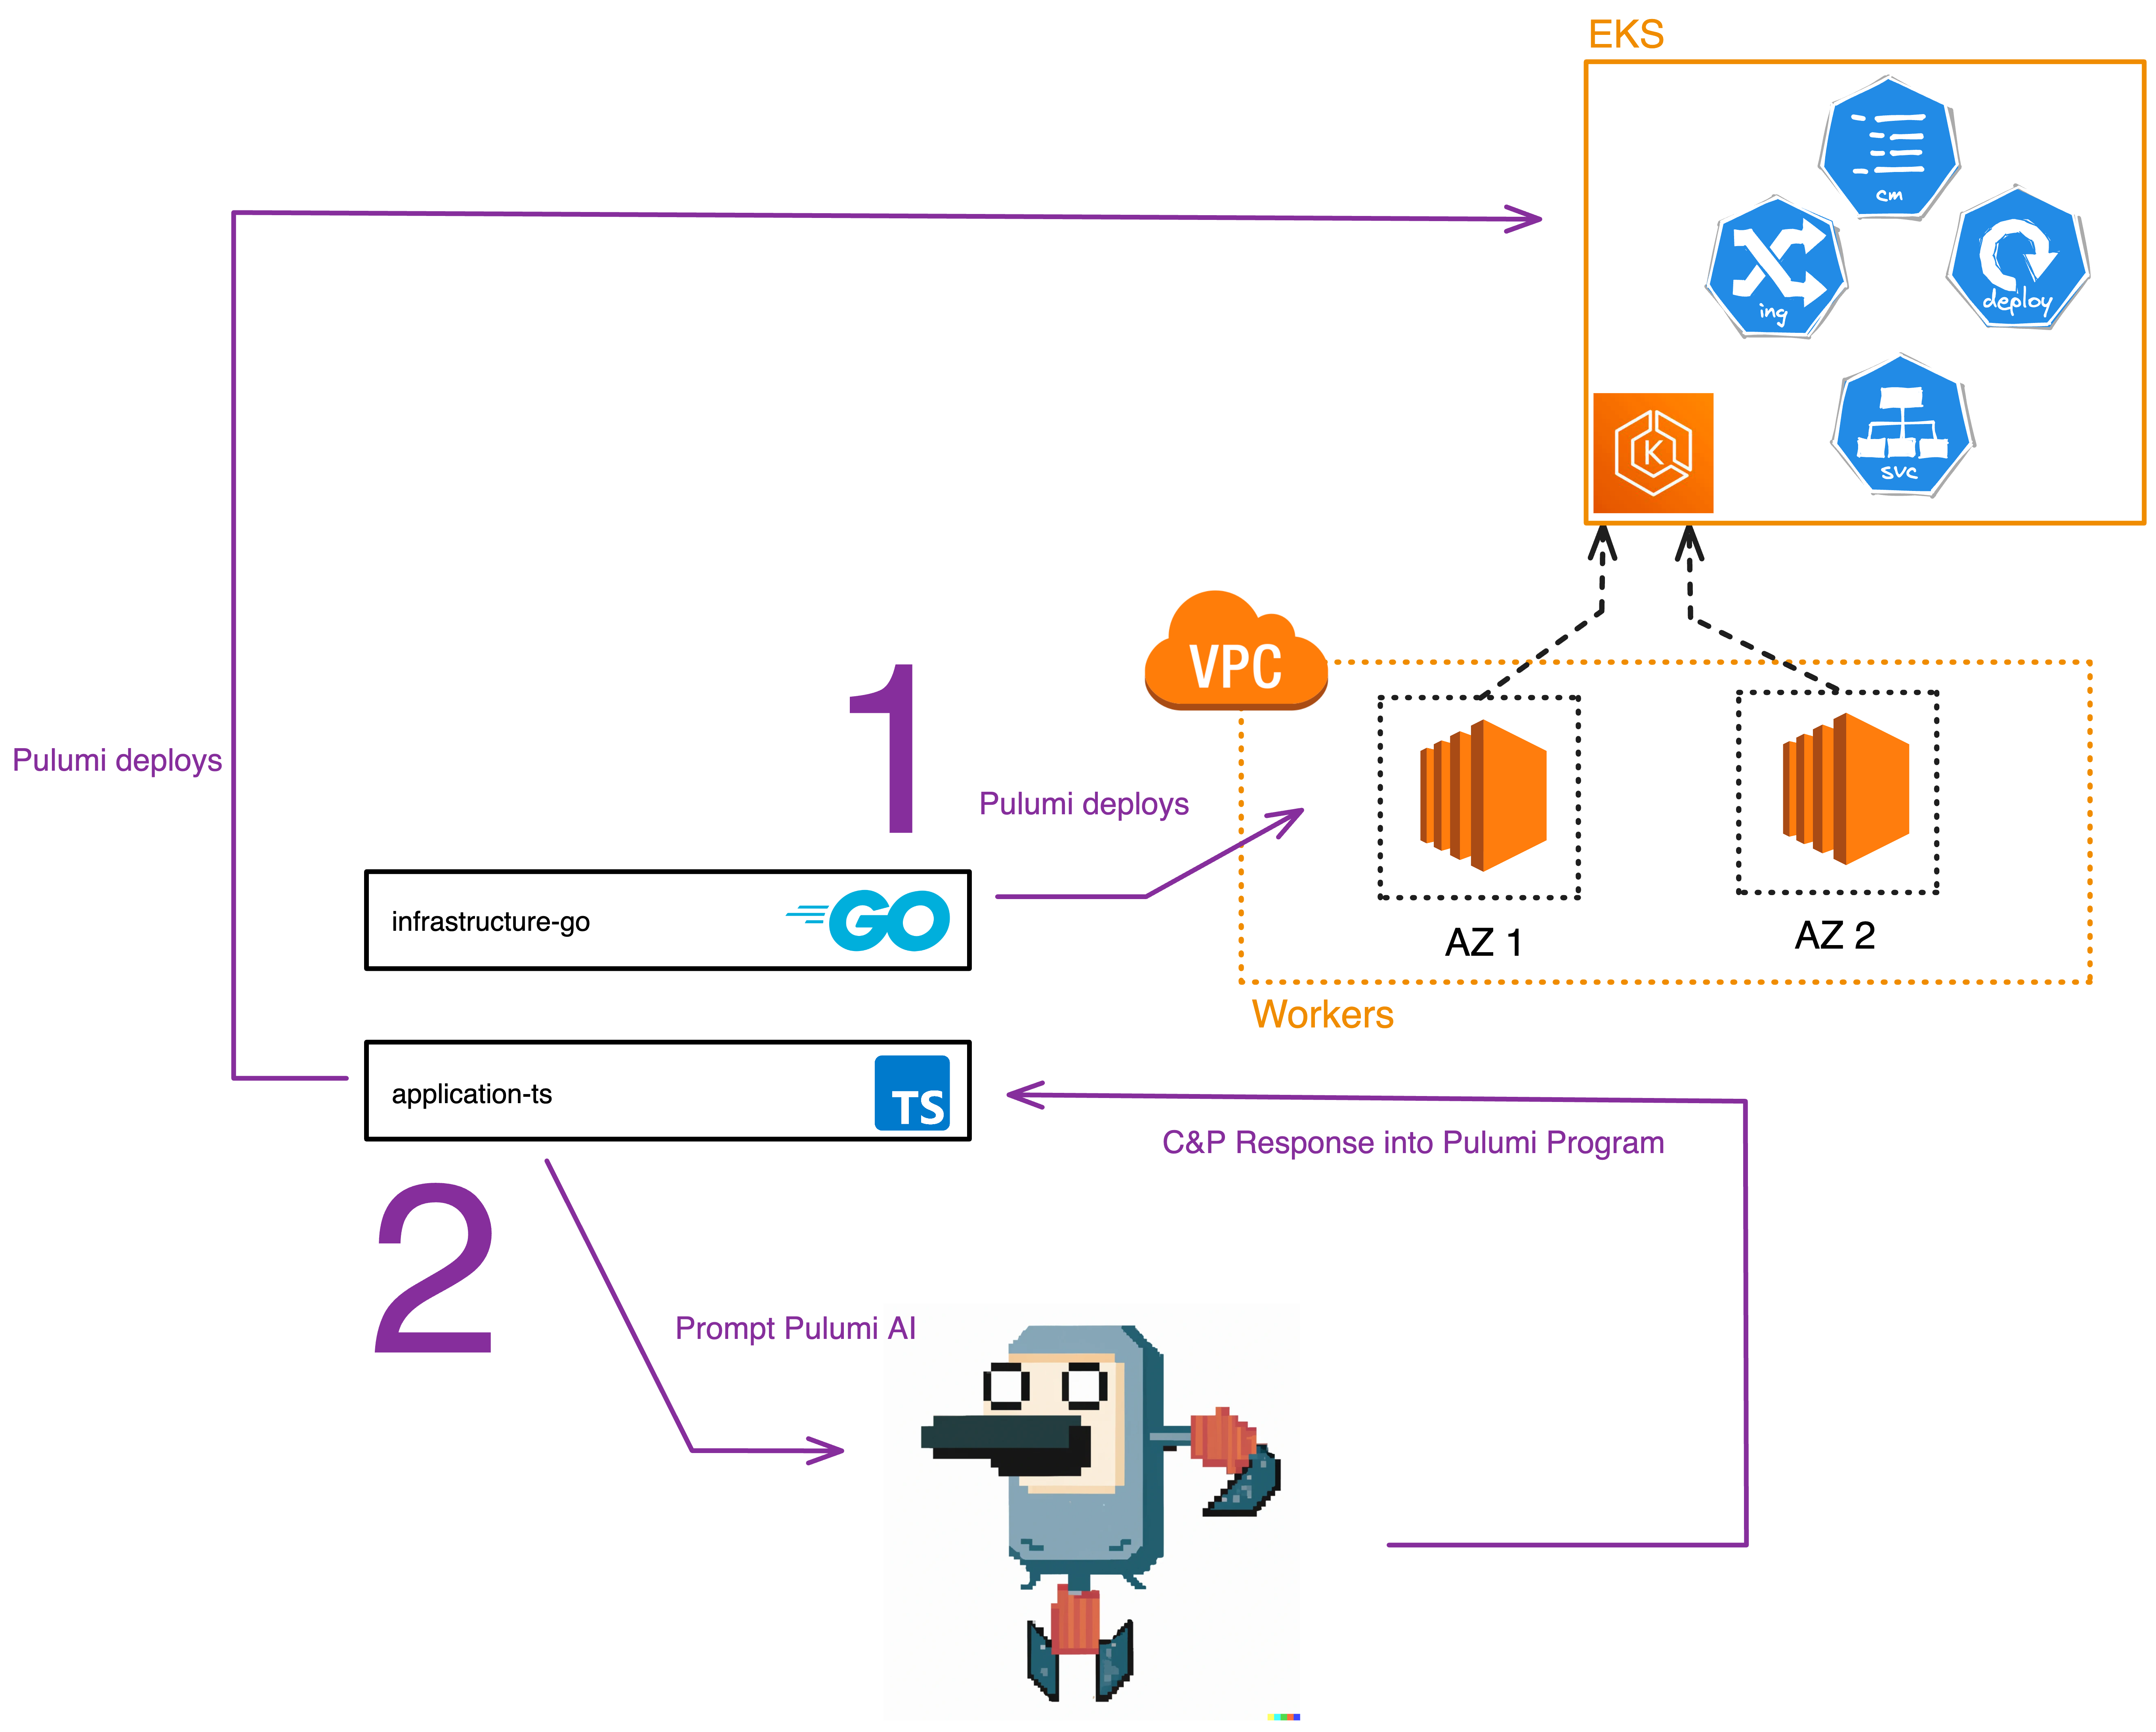 EKS
cm
ing
deploy
svc
K
VPC
1
Pulumi deploys
Pulumi deploys
infrastructure-go
GO
AZ 1
AZ 2
Workers
application-ts
TS
C&P Response into Pulumi Program
2
Prompt Pulumi AI